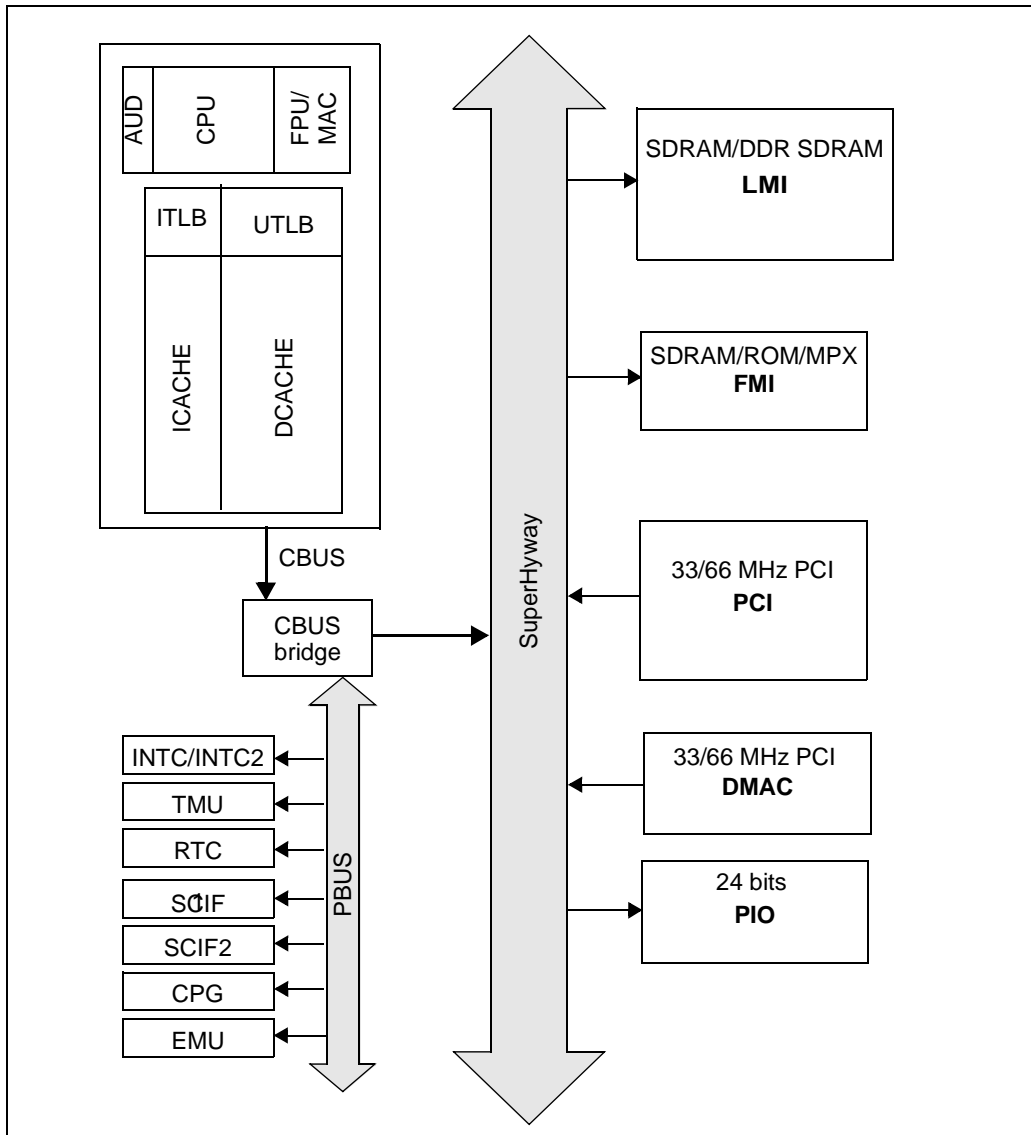 AUD
CPU
FPU/
MAC
ITLB
UTLB
ICACHE
DCACHE
CBUS
CBUS
bridge
INTC/INTC2
TMU
RTC
SCIF
SCIF2
CPG
EMU
PBUS
SuperHyway
SDRAM/DDR SDRAM
LMI
SDRAM/ROM/MPX
FMI
33/66 MHz PCI
PCI
33/66 MHz PCI
DMAC
24 bits
PIO